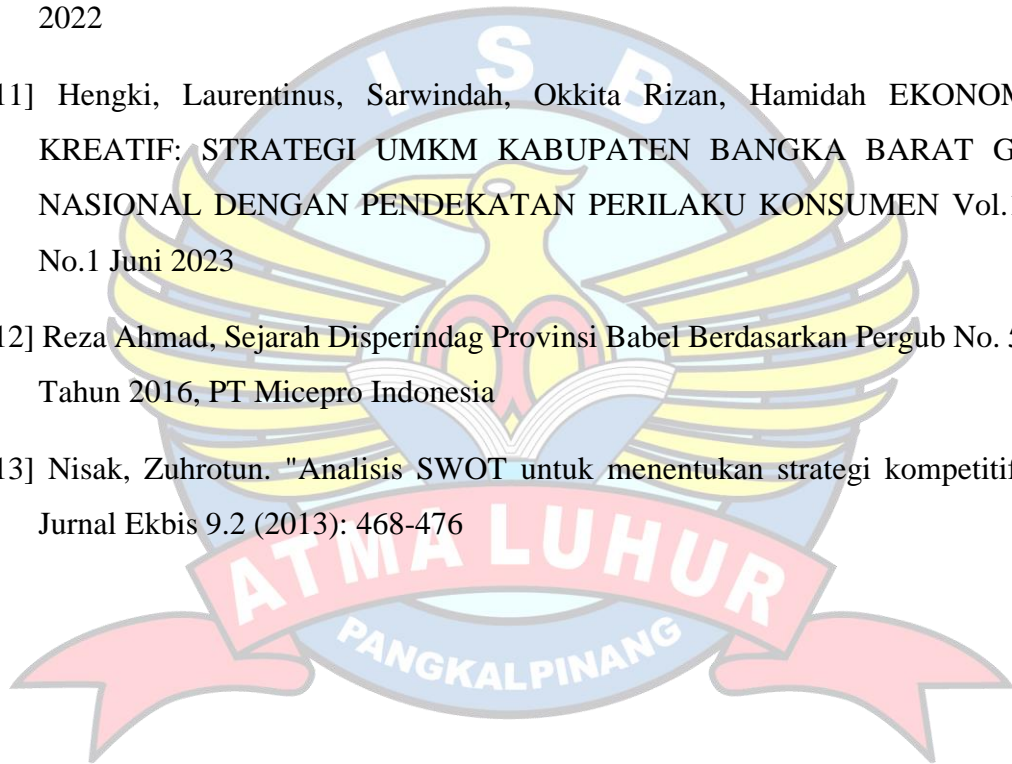 2022
11] Hengki, Laurentinus, Sarwindah, Okkita Rizan, Hamidah EKONOM
KREATIF: STRATEGI UMKM KABUPATEN BANGKA BARAT G
NASIONAL DENGAN PENDEKATAN PERILAKU KONSUMEN Vol.1
No.1 Juni 2023
12] Reza Ahmad, Sejarah Disperindag Provinsi Babel Berdasarkan Pergub No. 5
Tahun 2016, PT Micepro Indonesia
13] Nisak, Zuhrotun. "Analisis SWOT untuk menentukan strategi kompetitif
Jurnal Ekbis 9.2 (2013): 468-476
I S B
ATMA LUHUR
PANGKALPINANG